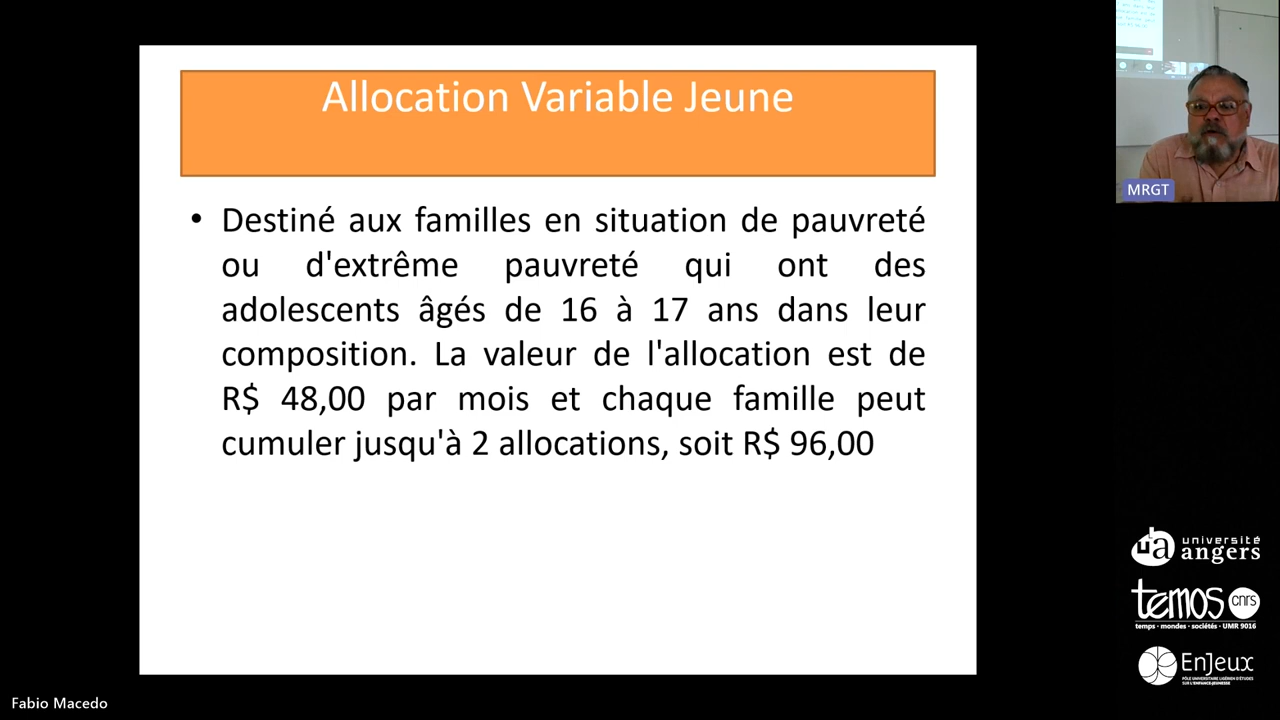 Allocation Variable Jeune
• Destiné aux familles en situation de pauvreté
ou d'extrême pauvreté qui ont des
adolescents âgés de 16 à 17 ans dans leur
composition. La valeur de l'allocation est de
R$ 48,00 par mois et chaque famille peut
cumuler jusqu'à 2 allocations, soit R$ 96,00
MRGT
ua université
angers
temos cnrs
temps • mondes • sociétés • UMR 9016
EnJeux
PÔLE UNIVERSITAIRE LIGÉRIEN D'ÉTUDES
SUR L'ENFANCE-JEUNESSE
Fabio Macedo